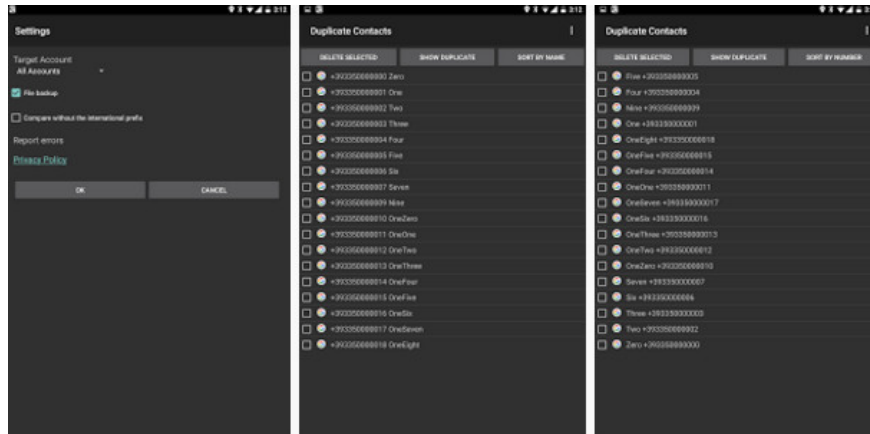 3:12
Settings
Target Account
All Accounts
File backup
Compare without the international prefix
Report errors
Privacy Policy
OK CANCEL
3:12
Duplicate Contacts
DELETE SELECTED SHOW DUPLICATE SORT BY NAME
+393350000000 Zero
+393350000001 One
+393350000002 Two
+393350000003 Three
+393350000004 Four
+393350000005 Five
+393350000006 Six
+393350000007 Seven
+393350000009 Nine
+393350000010 OneZero
+393350000011 OneOne
+393350000012 OneTwo
+393350000013 OneThree
+393350000014 OneFour
+393350000015 OneFive
+393350000016 OneSix
+393350000017 OneSeven
+393350000018 OneEight
Duplicate Contacts
DELETE SELECTED SHOW DUPLICATE SORT BY NUMBER
Five +393350000005
Four +393350000004
Nine +393350000009
One +393350000001
OneEight +393350000018
OneFive +393350000015
OneFour +393350000014
OneOne +393350000011
OneSeven +393350000017
OneSix +393350000016
OneThree +393350000013
OneTwo +393350000012
OneZero +393350000010
Seven +393350000007
Six +393350000006
Three +393350000003
Two +393350000002
Zero +393350000000